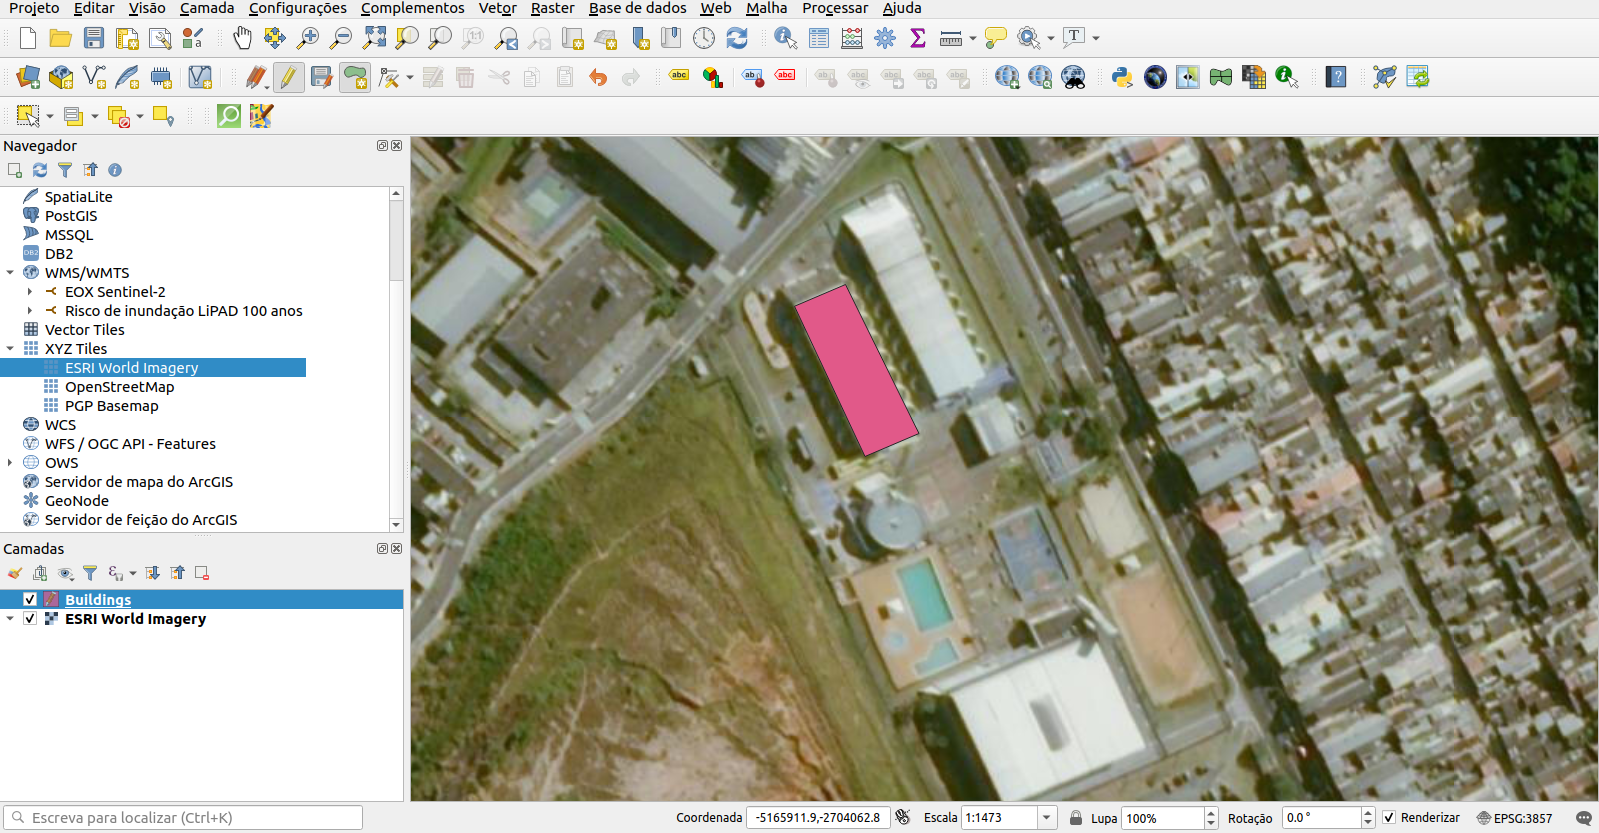 Projeto Editar Visão Camada Configurações Complementos Vetor Raster Base de dados Web Malha Processar Ajuda
Navegador
SpatiaLite
PostGIS
MSSQL
DB2
WMS/WMTS
EOX Sentinel-2
Risco de inundação LiPAD 100 anos
Vector Tiles
XYZ Tiles
ESRI World Imagery
OpenStreetMap
PGP Basemap
WCS
WFS / OGC API - Features
OWS
Servidor de mapa do ArcGIS
GeoNode
Servidor de feição do ArcGIS
Camadas
Buildings
ESRI World Imagery
Escreva para localizar (Ctrl+K) Coordenada -5165911.9,-2704062.8 Escala 1:1473 Lupa 100% Rotação 0.0 ° Renderizar EPSG:3857